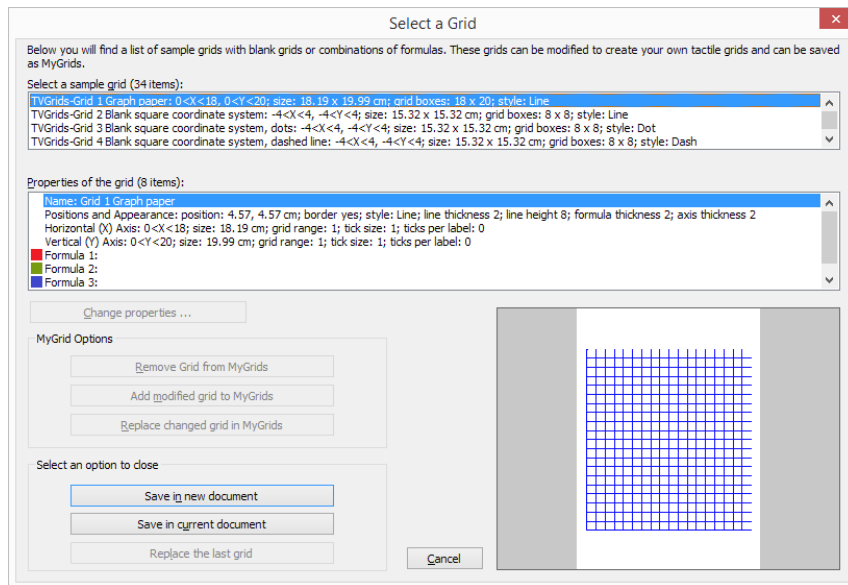 Select a Grid
Below you will find a list of sample grids with blank grids or combinations of formulas. These grids can be modified to create your own tactile grids and can be saved
as MyGrids.
Select a sample grid (34 items):
TVGrids-Grid 1 Graph paper: 0<X<18, 0<Y<20; size: 18.19 x 19.99 cm; grid boxes: 18 x 20; style: Line
TVGrids-Grid 2 Blank square coordinate system: -4<X<4, -4<Y<4; size: 15.32 x 15.32 cm; grid boxes: 8 x 8; style: Line
TVGrids-Grid 3 Blank square coordinate system, dots: -4<X<4, -4<Y<4; size: 15.32 x 15.32 cm; grid boxes: 8 x 8; style: Dot
TVGrids-Grid 4 Blank square coordinate system, dashed line: -4<X<4, -4<Y<4; size: 15.32 x 15.32 cm; grid boxes: 8 x 8; style: Dash
Properties of the grid (8 items):
Name: Grid 1 Graph paper
Positions and Appearance: position: 4.57, 4.57 cm; border yes; style: Line; line thickness 2; line height 8; formula thickness 2; axis thickness 2
Horizontal (X) Axis: 0<X<18; size: 18.19 cm; grid range: 1; tick size: 1; ticks per label: 0
Vertical (Y) Axis: 0<Y<20; size: 19.99 cm; grid range: 1; tick size: 1; ticks per label: 0
Formula 1:
Formula 2:
Formula 3:
Change properties ...
MyGrid Options
Remove Grid from MyGrids
Add modified grid to MyGrids
Replace changed grid in MyGrids
Select an option to close
Save in new document
Save in current document
Replace the last grid
Cancel